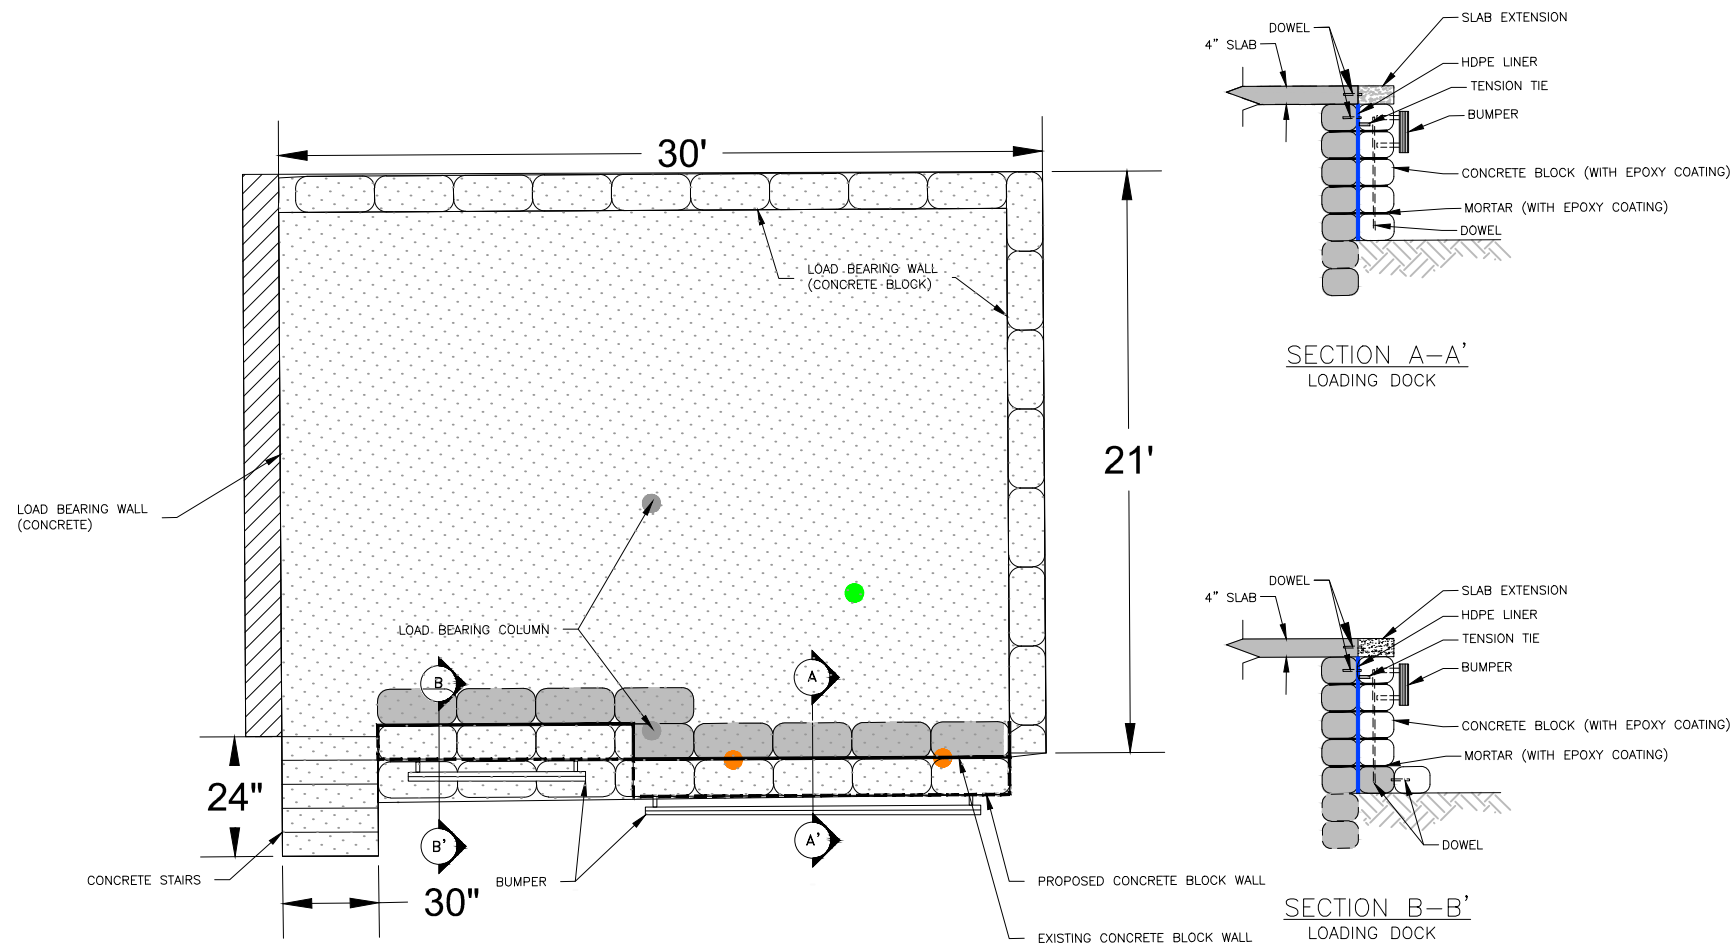 DOWEL
SLAB EXTENSION
4" SLAB
HDPE LINER
TENSION TIE
BUMPER
CONCRETE BLOCK (WITH EPOXY COATING)
MORTAR (WITH EPOXY COATING)
DOWEL
SECTION A-A'
LOADING DOCK
30'
21'
LOAD BEARING WALL
(CONCRETE BLOCK)
LOAD BEARING WALL
(CONCRETE)
LOAD BEARING COLUMN
B
A
24"
B'
A'
CONCRETE STAIRS
30"
BUMPER
PROPOSED CONCRETE BLOCK WALL
EXISTING CONCRETE BLOCK WALL
DOWEL
SLAB EXTENSION
4" SLAB
HDPE LINER
TENSION TIE
BUMPER
CONCRETE BLOCK (WITH EPOXY COATING)
MORTAR (WITH EPOXY COATING)
DOWEL
SECTION B-B'
LOADING DOCK